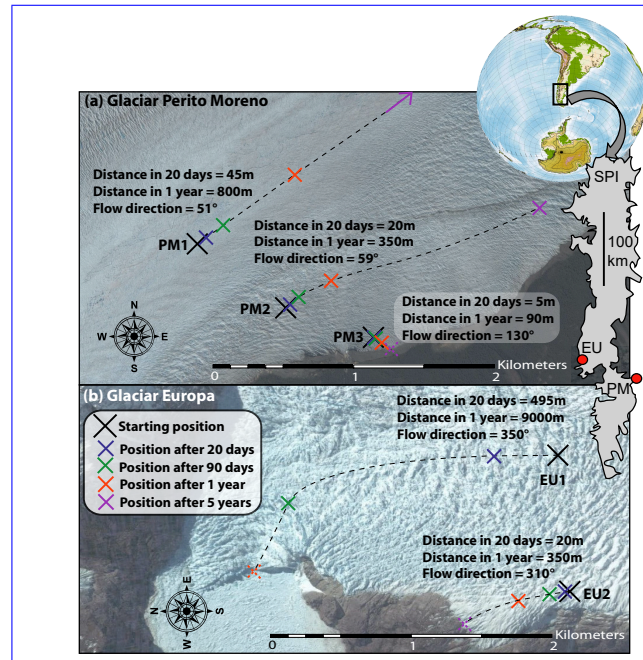 (a) Glaciar Perito Moreno
Distance in 20 days = 45m
Distance in 1 year = 800m
Flow direction = 51°
PM1
Distance in 20 days = 20m
Distance in 1 year = 350m
Flow direction = 59°
PM2
Distance in 20 days = 5m
Distance in 1 year = 90m
Flow direction = 130°
PM3
N
W E
S
Kilometers
0 1 2
SPI
100
km
EU
PM
(b) Glaciar Europa
Starting position
Position after 20 days
Position after 90 days
Position after 1 year
Position after 5 years
Distance in 20 days = 495m
Distance in 1 year = 9000m
Flow direction = 350°
EU1
Distance in 20 days = 20m
Distance in 1 year = 350m
Flow direction = 310°
EU2
E
N S
W
Kilometers
0 1 2